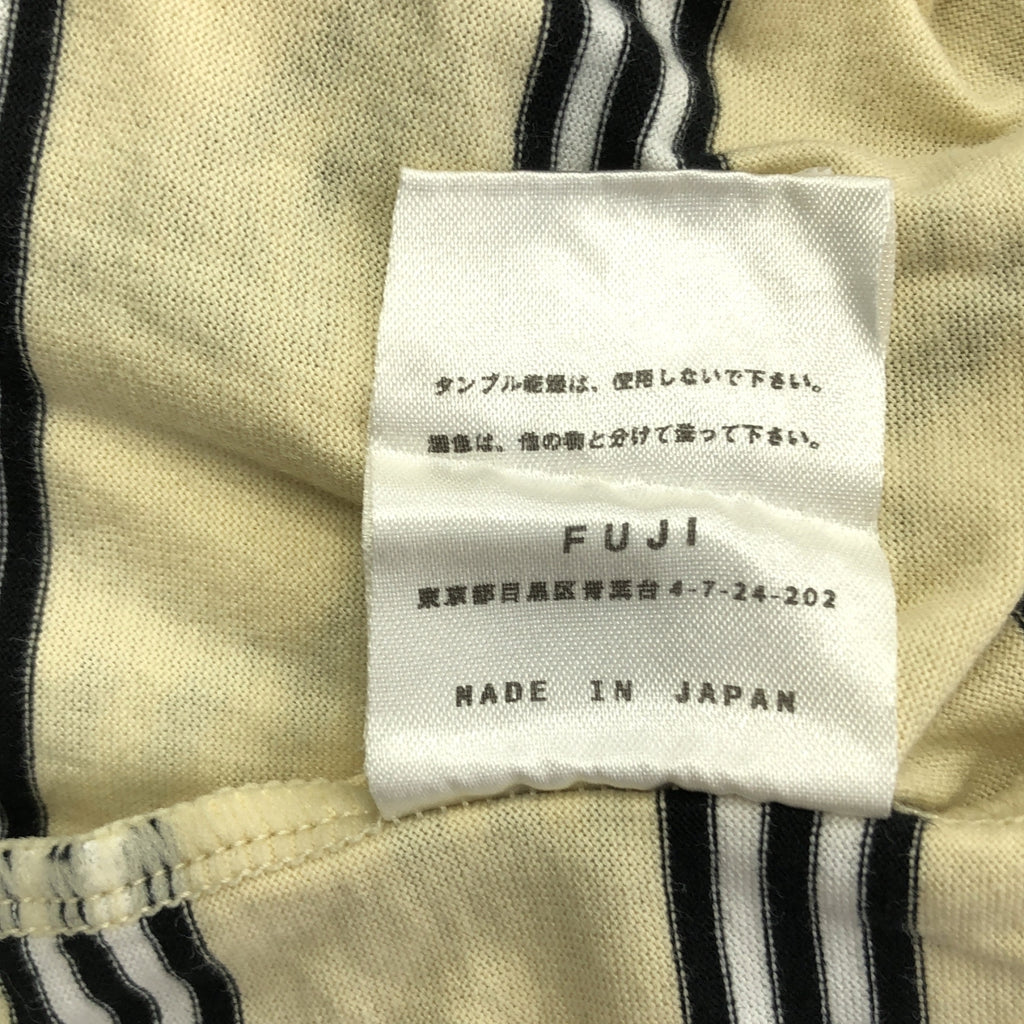 タンブル乾燥は、使用しないで下さい。
濃色は、他の物と分けて洗って下さい。
FUJI
東京都目黒区青葉台4-7-24-202
MADE IN JAPAN